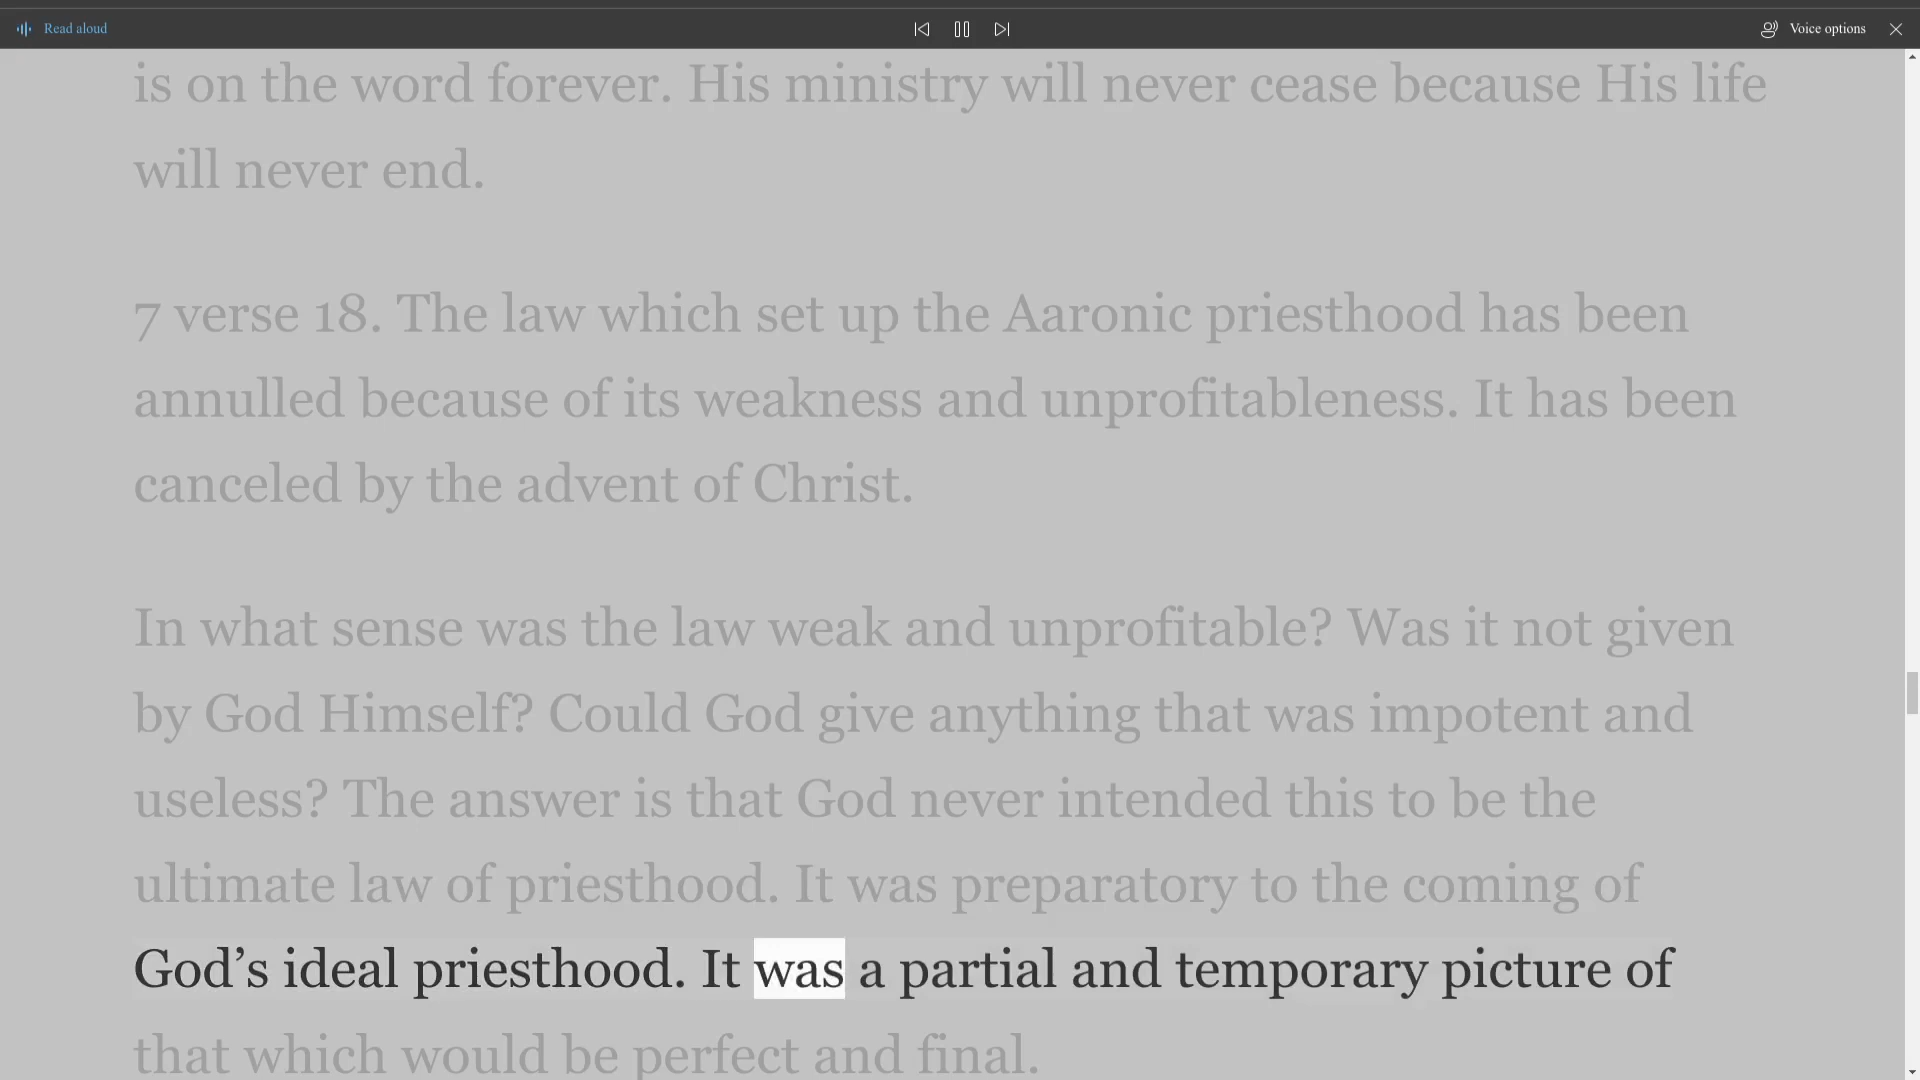 Read aloud
Voice options
is on the word forever. His ministry will never cease because His life
will never end.
7 verse 18. The law which set up the Aaronic priesthood has been
annulled because of its weakness and unprofitableness. It has been
canceled by the advent of Christ.
In what sense was the law weak and unprofitable? Was it not given
by God Himself? Could God give anything that was impotent and
useless? The answer is that God never intended this to be the
ultimate law of priesthood. It was preparatory to the coming of
God’s ideal priesthood. It was a partial and temporary picture of
that which would be perfect and final.